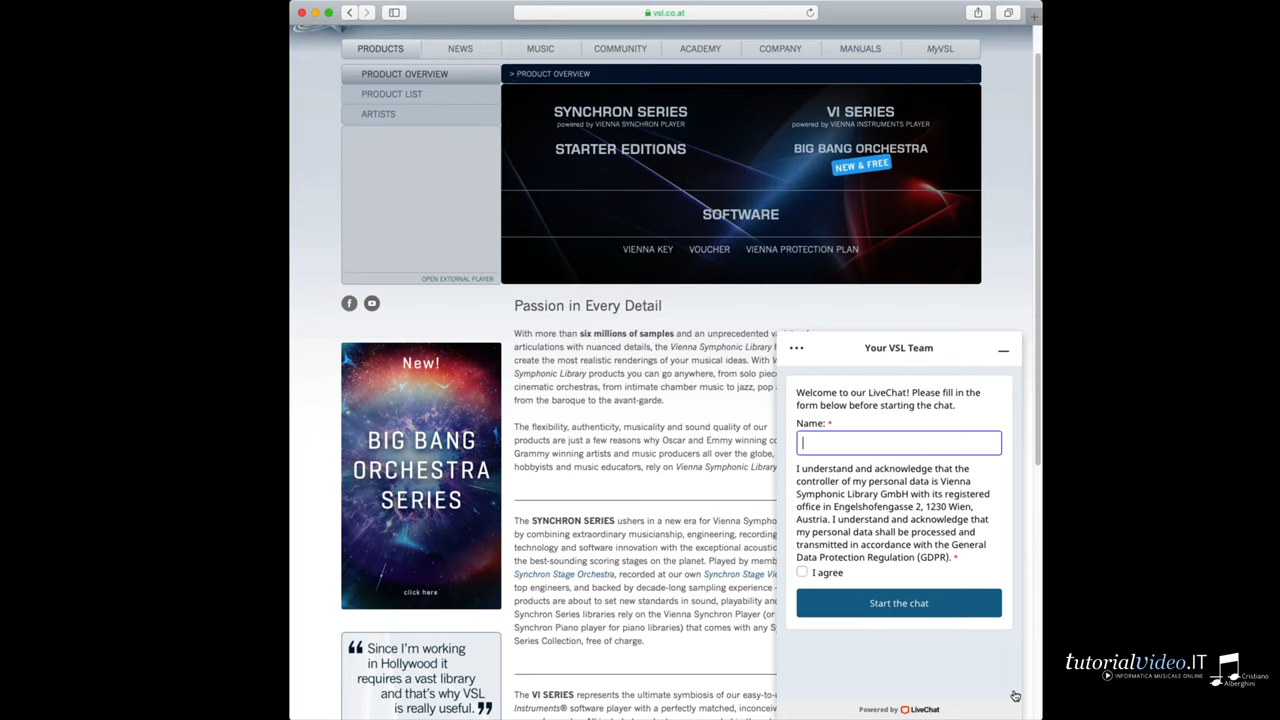 vsl.co.at
PRODUCTS
NEWS
MUSIC
COMMUNITY
ACADEMY
COMPANY
MANUALS
MyVSL
PRODUCT OVERVIEW
PRODUCT LIST
ARTISTS
OPEN EXTERNAL PLAYER
> PRODUCT OVERVIEW
SYNCHRON SERIES
powered by VIENNA SYNCHRON PLAYER
VI SERIES
powered by VIENNA INSTRUMENTS PLAYER
STARTER EDITIONS
BIG BANG ORCHESTRA
NEW & FREE
SOFTWARE
VIENNA KEY
VOUCHER
VIENNA PROTECTION PLAN
New!
BIG BANG
ORCHESTRA
SERIES
click here
“ Since I'm working
in Hollywood it
requires a vast library
and that's why VSL
is really useful. ”
Passion in Every Detail
With more than six millions of samples and an unprecedented
articulations with nuanced details, the Vienna Symphonic Library
create the most realistic renderings of your musical ideas. With
Symphonic Library products you can go anywhere, from solo
cinematic orchestras, from intimate chamber music to jazz,
from the baroque to the avant-garde.
The flexibility, authenticity, musicality and sound quality of our
products are just a few reasons why Oscar and Emmy winning
Grammy winning artists and music producers all over the globe,
hobbyists and music educators, rely on Vienna Symphonic Library
The SYNCHRON SERIES ushers in a new era for Vienna
by combining extraordinary musicianship, engineering, recording
technology and software innovation with the exceptional
the best-sounding scoring stages on the planet. Played by
Synchron Stage Orchestra, recorded at our own Synchron Stage
top engineers, and backed by decade-long sampling experience
products are about to set new standards in sound, playability
Synchron Series libraries rely on the Vienna Synchron Player (or
Synchron Piano player for piano libraries) that comes with any
Series Collection, free of charge.
The VI SERIES represents the ultimate symbiosis of our
Instruments® software player with a perfectly matched,
Your VSL Team
Welcome to our LiveChat! Please fill in the
form below before starting the chat.
Name: *
I understand and acknowledge that the
controller of my personal data is Vienna
Symphonic Library GmbH with its registered
office in Engelshofengasse 2, 1230 Wien,
Austria. I understand and acknowledge that
my personal data shall be processed and
transmitted in accordance with the General
Data Protection Regulation (GDPR). *
I agree
Start the chat
Powered by LiveChat
tutorialVideo.IT
INFORMATICA MUSICALE ONLINE
Cristiano
Alberghini